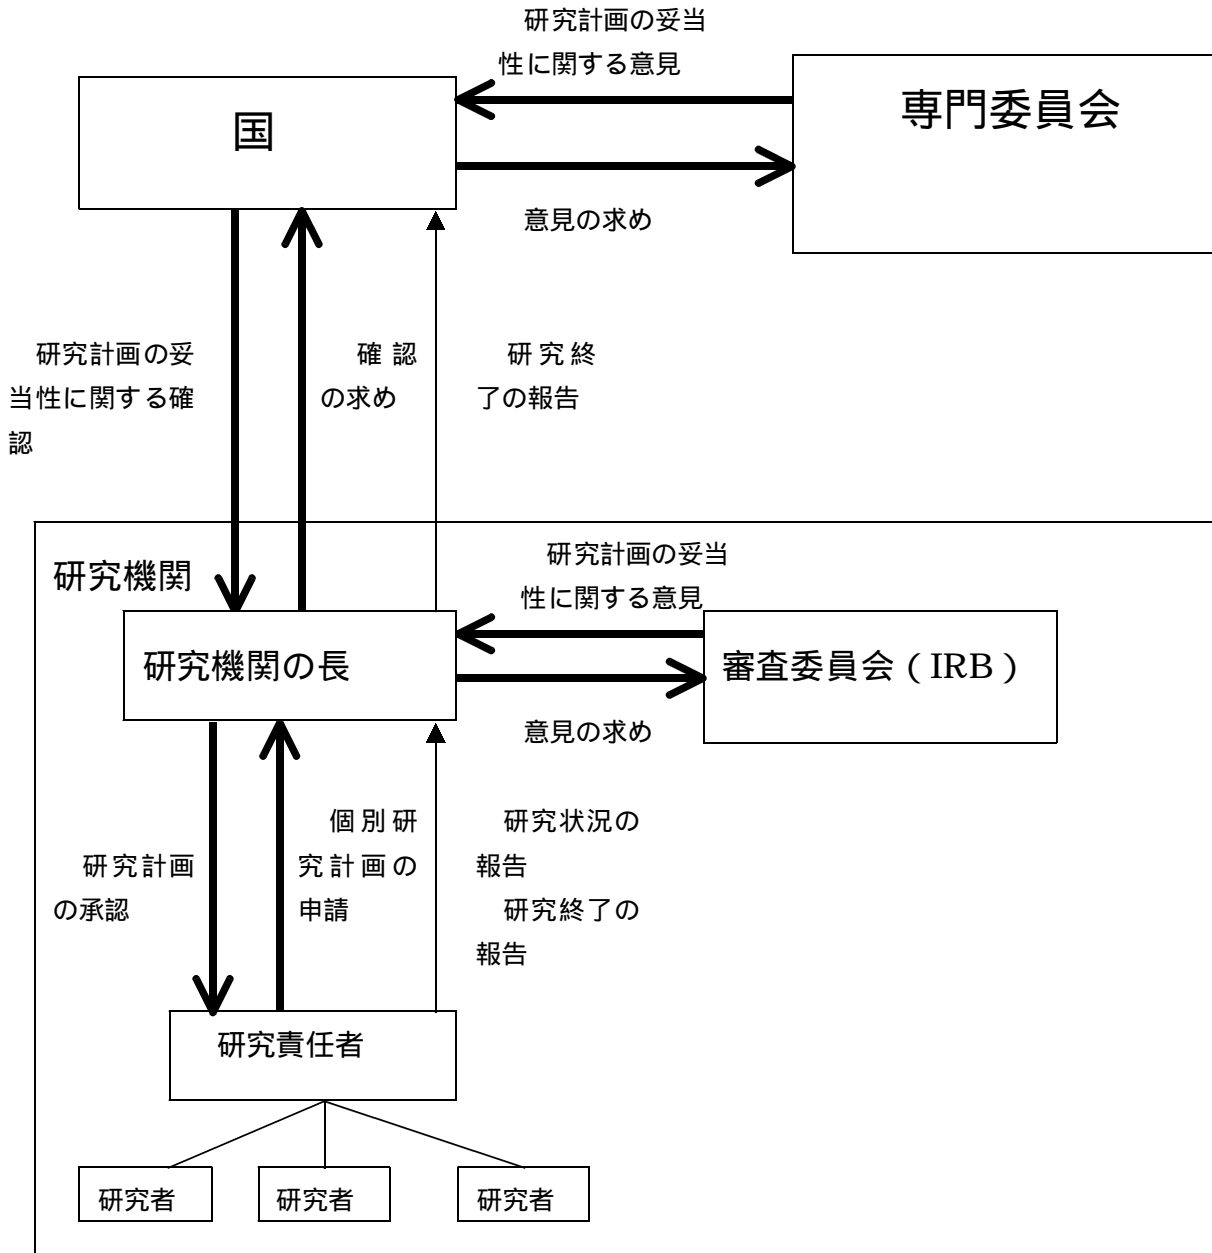 研究計画の妥当
性に関する意見
国
専門委員会
意見の求め
研究計画の妥
当性に関する確
認
確認
の求め
研究終
了の報告
研究機関
研究計画の妥当
性に関する意見
研究機関の長
審査委員会（IRB）
意見の求め
研究計画
の承認
個別研
究計画の
申請
研究状況の
報告
研究終了の
報告
研究責任者
研究者
研究者
研究者